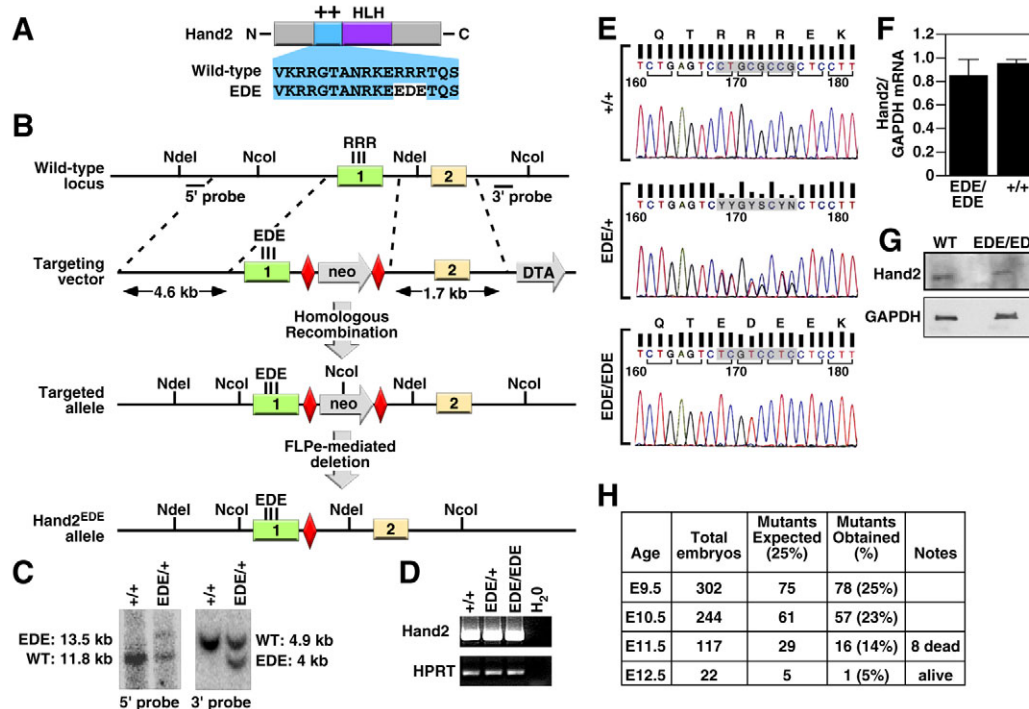 A
++ HLH
Hand2 N C
Wild-type VKRRGTANRKERRRTQS
EDE VKRRGTANRKEEDETQS
B
Wild-type locus
NdeI NcoI RRR NdeI NcoI
5' probe 1 2 3' probe
Targeting vector
EDE
1 neo 2 DTA
4.6 kb 1.7 kb
Homologous
Recombination
Targeted allele
NdeI NcoI EDE NcoI NdeI NcoI
1 neo 2
FLPe-mediated
deletion
Hand2EDE allele
NdeI NcoI EDE NdeI NcoI
1 2
C
+/+ EDE/+ +/+ EDE/+
EDE: 13.5 kb
WT: 11.8 kb
WT: 4.9 kb
EDE: 4 kb
5' probe 3' probe
D
+/+ EDE/+ EDE/EDE H20
Hand2
HPRT
E
+/+
Q T R R R E K
TCTGAGTCCTGCGCCGCTCCTT
160 170 180
EDE/+
TCTGAGTCYYGYSCYNCTCCTT
160 170 180
EDE/EDE
Q T E D E E K
TCTGAGTCTCGTCCTCCTCCTT
160 170 180
F
Hand2/
GAPDH mRNA
1.2
1.0
0.8
0.6
0.4
0.2
0
EDE/
EDE
+/+
G
WT EDE/ED
Hand2
GAPDH
H
Age Total embryos Mutants Expected (25%) Mutants Obtained (%) Notes
E9.5 302 75 78 (25%)
E10.5 244 61 57 (23%)
E11.5 117 29 16 (14%) 8 dead
E12.5 22 5 1 (5%) alive